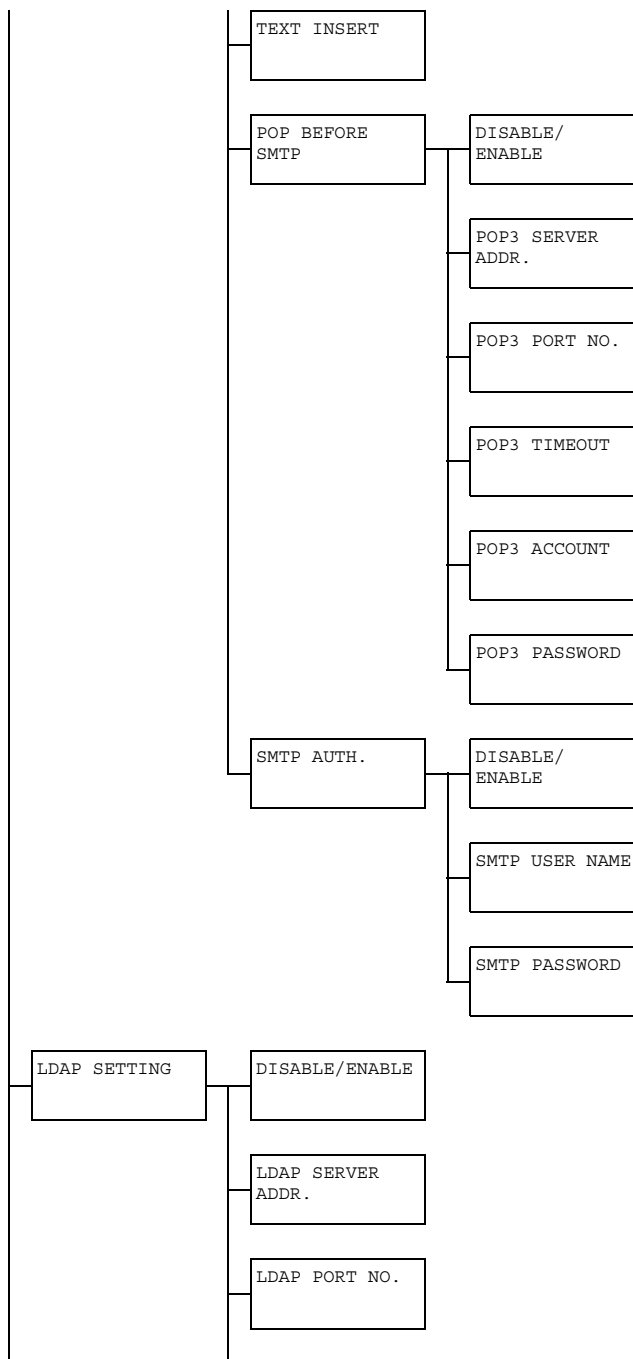 TEXT INSERT
POP BEFORE
SMTP
DISABLE/
ENABLE
POP3 SERVER
ADDR.
POP3 PORT NO.
POP3 TIMEOUT
POP3 ACCOUNT
POP3 PASSWORD
SMTP AUTH.
DISABLE/
ENABLE
SMTP USER NAME
SMTP PASSWORD
LDAP SETTING
DISABLE/ENABLE
LDAP SERVER
ADDR.
LDAP PORT NO.